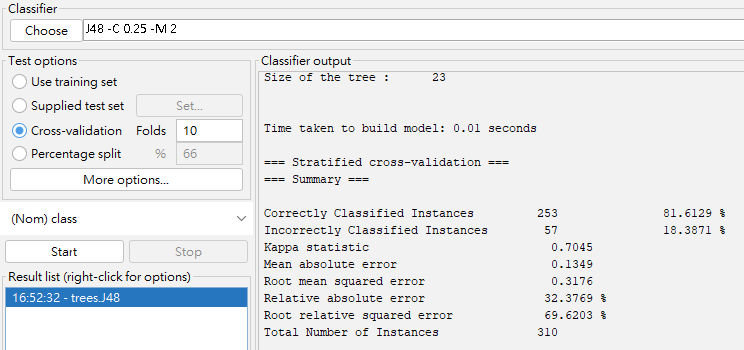 Classifier
Choose J48 -C 0.25 -M 2
Test options
Use training set
Supplied test set Set...
Cross-validation Folds 10
Percentage split % 66
More options...
(Nom) class
Start Stop
Result list (right-click for options)
16:52:32 - trees.J48
Classifier output
Size of the tree : 23
Time taken to build model: 0.01 seconds
=== Stratified cross-validation ===
=== Summary ===
Correctly Classified Instances 253 81.6129 %
Incorrectly Classified Instances 57 18.3871 %
Kappa statistic 0.7045
Mean absolute error 0.1349
Root mean squared error 0.3176
Relative absolute error 32.3769 %
Root relative squared error 69.6203 %
Total Number of Instances 310